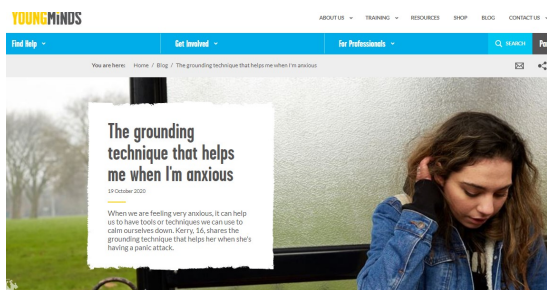 YOUNGMiNDS
ABOUT US TRAINING RESOURCES SHOP BLOG CONTACT US
Find Help Get Involved For Professionals SEARCH Pa
You are here: Home / Blog / The grounding technique that helps me when I'm anxious
The grounding
technique that helps
me when I'm anxious
19 October 2020
When we are feeling very anxious, it can help
us to have tools or techniques we can use to
calm ourselves down. Kerry, 16, shares the
grounding technique that helps her when she's
having a panic attack.